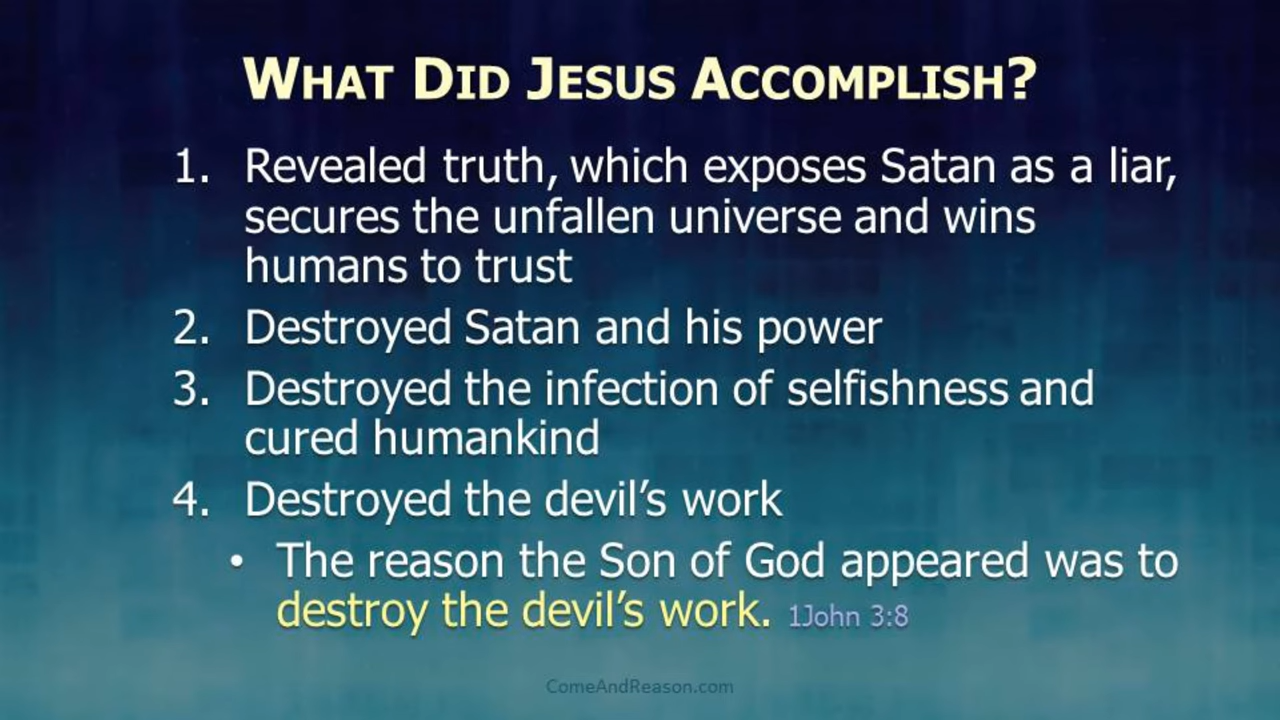 WHAT DID JESUS ACCOMPLISH?
1. Revealed truth, which exposes Satan as a liar,
secures the unfallen universe and wins
humans to trust
2. Destroyed Satan and his power
3. Destroyed the infection of selfishness and
cured humankind
4. Destroyed the devil’s work
• The reason the Son of God appeared was to
destroy the devil’s work. 1John 3:8
ComeAndReason.com